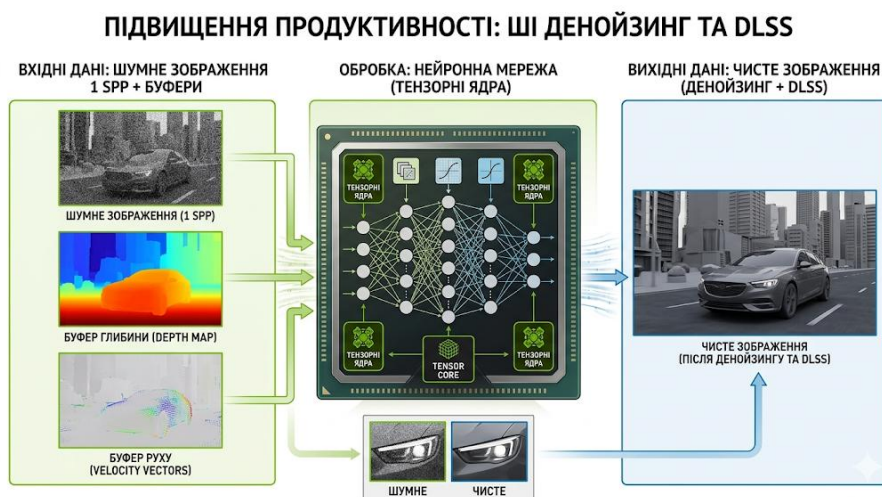 ПІДВИЩЕННЯ ПРОДУКТИВНОСТІ: ШІ ДЕНОЙЗИНГ ТА DLSS
ВХІДНІ ДАНІ: ШУМНЕ ЗОБРАЖЕННЯ
1 SPP + БУФЕРИ
ШУМНЕ ЗОБРАЖЕННЯ (1 SPP)
БУФЕР ГЛИБИНИ (DEPTH MAP)
БУФЕР РУХУ
(VELOCITY VECTORS)
ОБРОБКА: НЕЙРОННА МЕРЕЖА
(ТЕНЗОРНІ ЯДРА)
ТЕНЗОРНІ
ЯДРА
ТЕНЗОРНІ
ЯДРА
ТЕНЗОРНІ
ЯДРА
TENSOR
CORE
ТЕНЗОРНІ
ЯДРА
ШУМНЕ
ЧИСТЕ
ВИХІДНІ ДАНІ: ЧИСТЕ ЗОБРАЖЕННЯ
(ДЕНОЙЗИНГ + DLSS)
ЧИСТЕ ЗОБРАЖЕННЯ
(ПІСЛЯ ДЕНОЙЗИНГУ ТА DLSS)